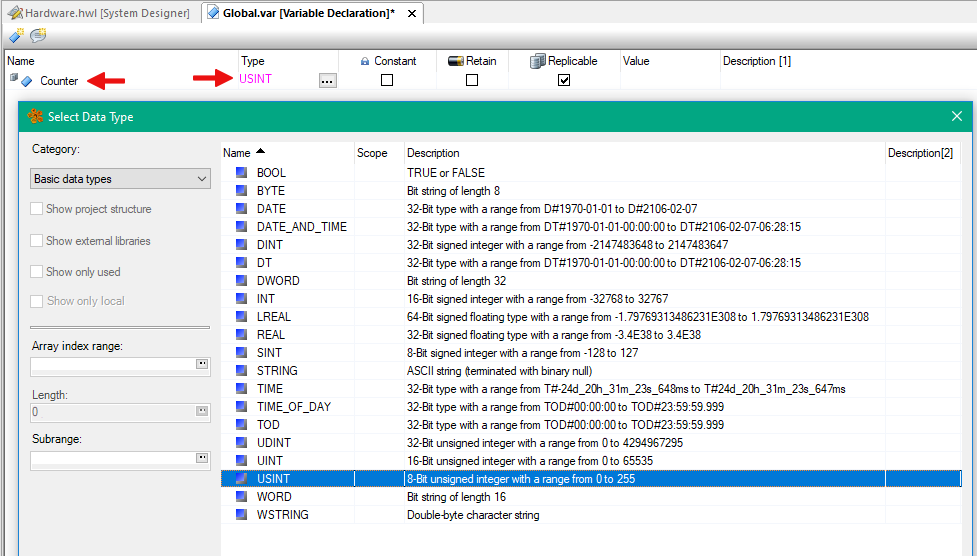 Hardware.hwl [System Designer] Global.var [Variable Declaration]*
Name Type Constant Retain Replicable Value Description [1]
Counter USINT ...
Select Data Type
Category:
Basic data types
Show project structure
Show external libraries
Show only used
Show only local
Array index range:
Length:
0
Subrange:
Name Scope Description Description[2]
BOOL TRUE or FALSE
BYTE Bit string of length 8
DATE 32-Bit type with a range from D#1970-01-01 to D#2106-02-07
DATE_AND_TIME 32-Bit type with a range from DT#1970-01-01-00:00:00 to DT#2106-02-07-06:28:15
DINT 32-Bit signed integer with a range from -2147483648 to 2147483647
DT 32-Bit type with a range from DT#1970-01-01-00:00:00 to DT#2106-02-07-06:28:15
DWORD Bit string of length 32
INT 16-Bit signed integer with a range from -32768 to 32767
LREAL 64-Bit signed floating type with a range from -1.79769313486231E308 to 1.79769313486231E308
REAL 32-Bit signed floating type with a range from -3.4E38 to 3.4E38
SINT 8-Bit signed integer with a range from -128 to 127
STRING ASCII string (terminated with binary null)
TIME 32-Bit type with a range from T#-24d_20h_31m_23s_648ms to T#24d_20h_31m_23s_647ms
TIME_OF_DAY 32-Bit type with a range from TOD#00:00:00 to TOD#23:59:59.999
TOD 32-Bit type with a range from TOD#00:00:00 to TOD#23:59:59.999
UDINT 32-Bit unsigned integer with a range from 0 to 4294967295
UINT 16-Bit unsigned integer with a range from 0 to 65535
USINT 8-Bit unsigned integer with a range from 0 to 255
WORD Bit string of length 16
WSTRING Double-byte character string